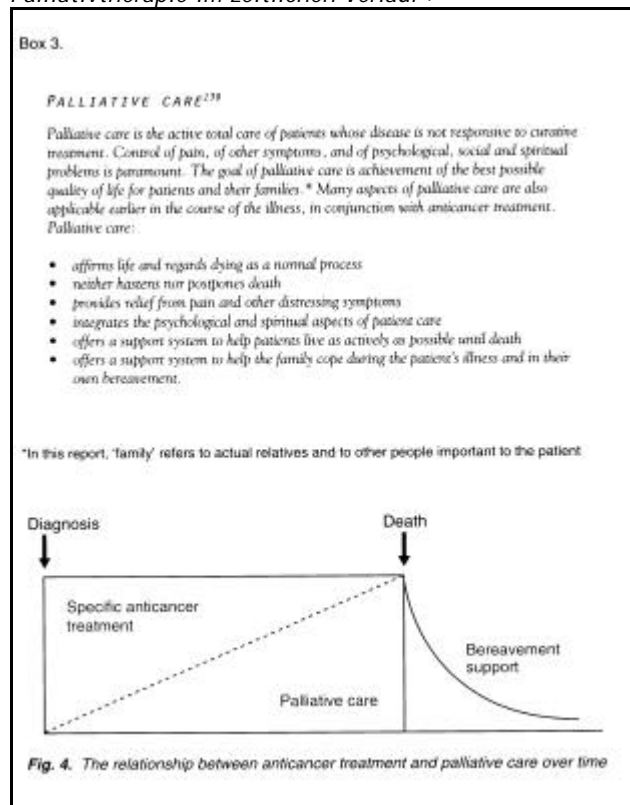 Box 3.
PALLIATIVE CARE
Palliative care is the active total care of patients whose disease is not responsive to curative
treatment. Control of pain, of other symptoms, and of psychological, social and spiritual
problems is paramount. The goal of palliative care is achievement of the best possible
quality of life for patients and their families.* Many aspects of palliative care are also
applicable earlier in the course of the illness, in conjunction with anticancer treatment.
Palliative care:
• affirms life and regards dying as a normal process
• neither hastens nor postpones death
• provides relief from pain and other distressing symptoms
• integrates the psychological and spiritual aspects of patient care
• offers a support system to help patients live as actively as possible until death
• offers a support system to help the family cope during the patient's illness and in their
own bereavement.
*In this report, 'family' refers to actual relatives and to other people important to the patient
Diagnosis
Death
Specific anticancer
treatment
Bereavement
support
Palliative care
Fig. 4. The relationship between anticancer treatment and palliative care over time